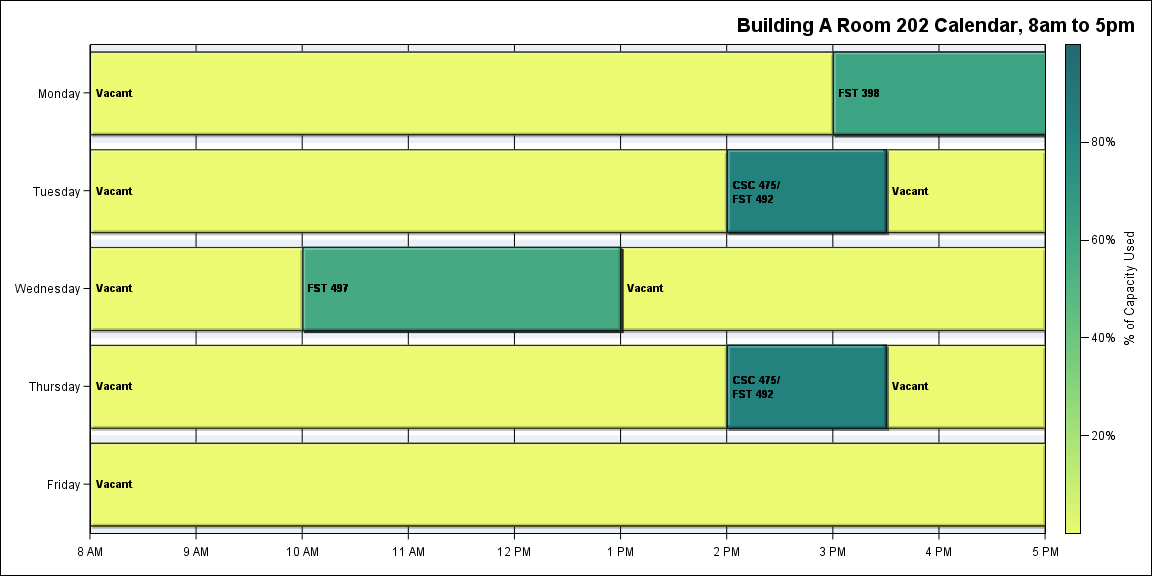 Building A Room 202 Calendar, 8am to 5pm
Monday
Vacant
FST 398
Tuesday
Vacant
CSC 475/
FST 492
Vacant
Wednesday
Vacant
FST 497
Vacant
Thursday
Vacant
CSC 475/
FST 492
Vacant
Friday
Vacant
8 AM
9 AM
10 AM
11 AM
12 PM
1 PM
2 PM
3 PM
4 PM
5 PM
80%
60%
40%
20%
% of Capacity Used